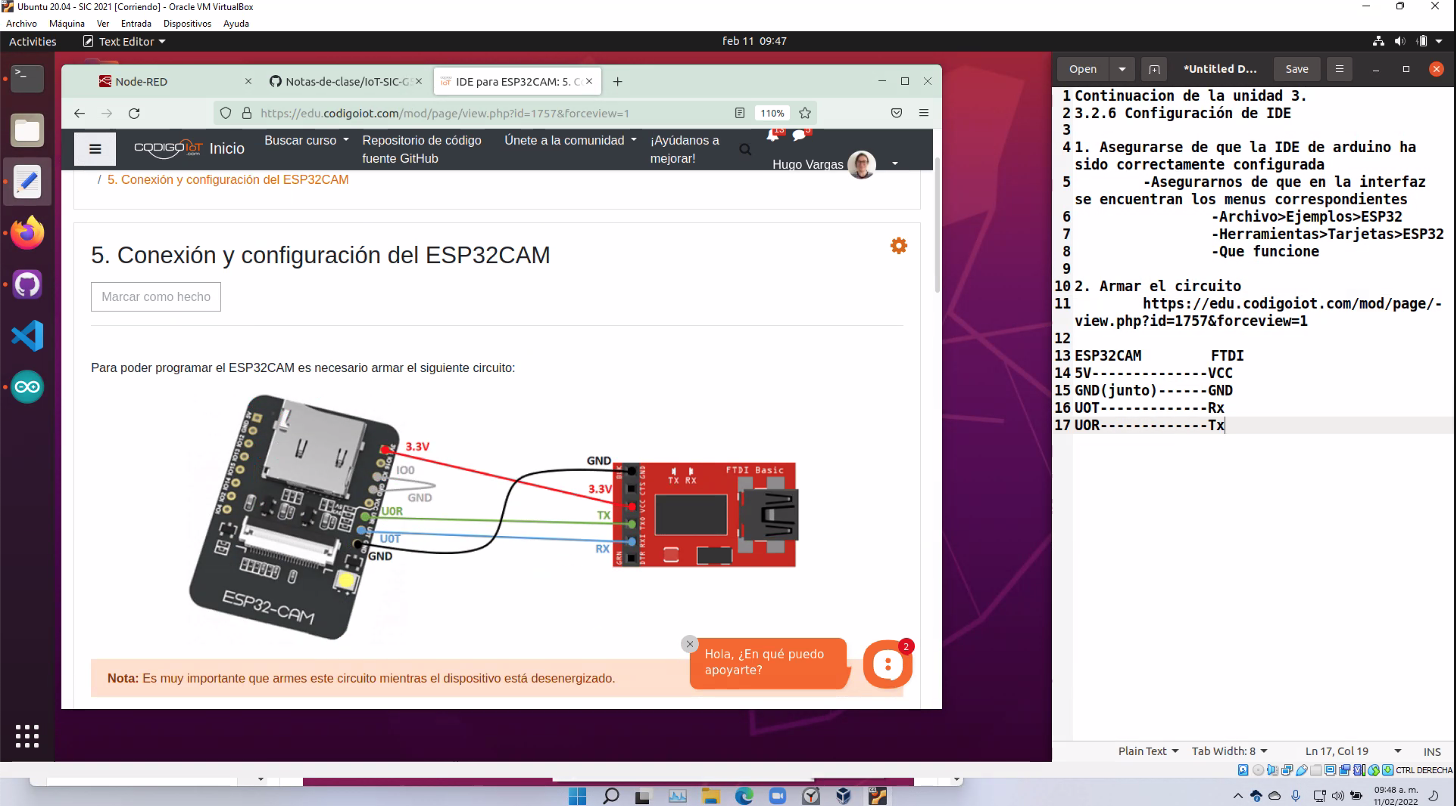 Ubuntu 20.04 - SIC 2021 [Corriendo] - Oracle VM VirtualBox
Archivo Máquina Ver Entrada Dispositivos Ayuda
Activities Text Editor feb 11 09:47
Node-RED
Notas-de-clase/IoT-SIC-G
IDE para ESP32CAM: 5. C
https://edu.codigoiot.com/mod/page/view.php?id=1757&forceview=1
110%
CODIGO IoT .com
Inicio
Buscar curso
Repositorio de código
fuente GitHub
Únete a la comunidad
¡Ayúdanos a
mejorar!
13
Hugo Vargas
/ 5. Conexión y configuración del ESP32CAM
5. Conexión y configuración del ESP32CAM
Marcar como hecho
Para poder programar el ESP32CAM es necesario armar el siguiente circuito:
3.3V
IO0
GND
U0R
U0T
GND
ESP32-CAM
GND
3.3V
TX
RX
FTDI Basic
TX RX
BLK
GRN
GND
CTS
VCC
TXO
RXI
DTR
Nota: Es muy importante que armes este circuito mientras el dispositivo está desenergizado.
Hola, ¿En qué puedo
apoyarte?
2
Open *Untitled D... Save
1 Continuacion de la unidad 3.
2 3.2.6 Configuración de IDE
3
4 1. Asegurarse de que la IDE de arduino ha
sido correctamente configurada
5 -Asegurarnos de que en la interfaz
se encuentran los menus correspondientes
6 -Archivo>Ejemplos>ESP32
7 -Herramientas>Tarjetas>ESP32
8 -Que funcione
9
10 2. Armar el circuito
11 https://edu.codigoiot.com/mod/page/-
view.php?id=1757&forceview=1
12
13 ESP32CAM FTDI
14 5V--------------VCC
15 GND(junto)------GND
16 UOT-------------Rx
17 UOR-------------Tx
Plain Text Tab Width: 8 Ln 17, Col 19 INS
CTRL DERECHA
09:48 a. m.
11/02/2022